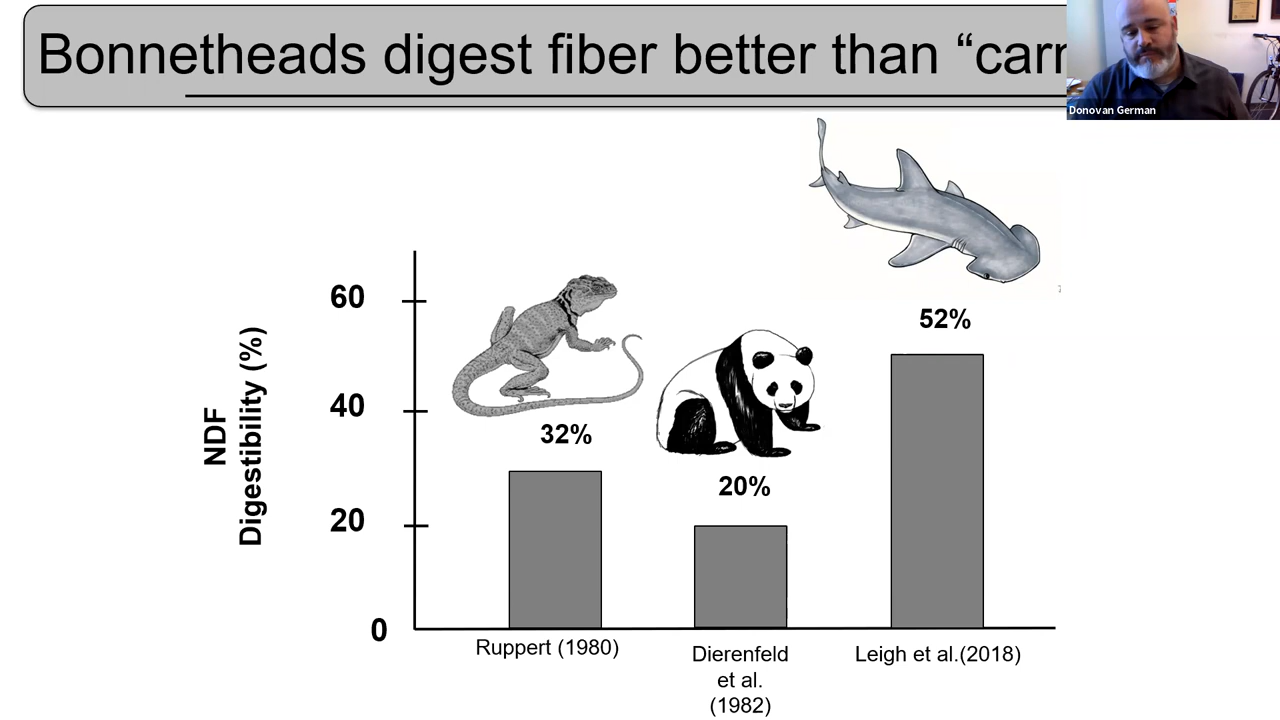 Bonnetheads digest fiber better than “carn
Donovan German
60
40
20
0
NDF
Digestibility (%)
32%
20%
52%
Ruppert (1980)
Dierenfeld
et al.
(1982)
Leigh et al.(2018)